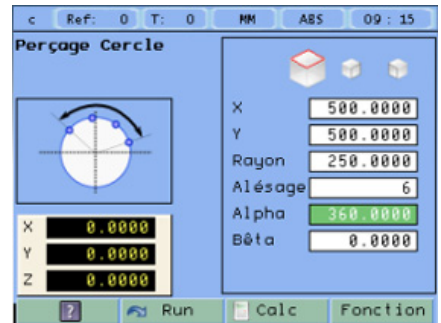 c Ref: 0 T: 0 MM ABS 09 : 15
Perçage Cercle
X 500.0000
Y 500.0000
Rayon 250.0000
Alésage 6
Alpha 360.0000
Bêta 0.0000
X 0.0000
Y 0.0000
Z 0.0000
? Run Calc Fonction